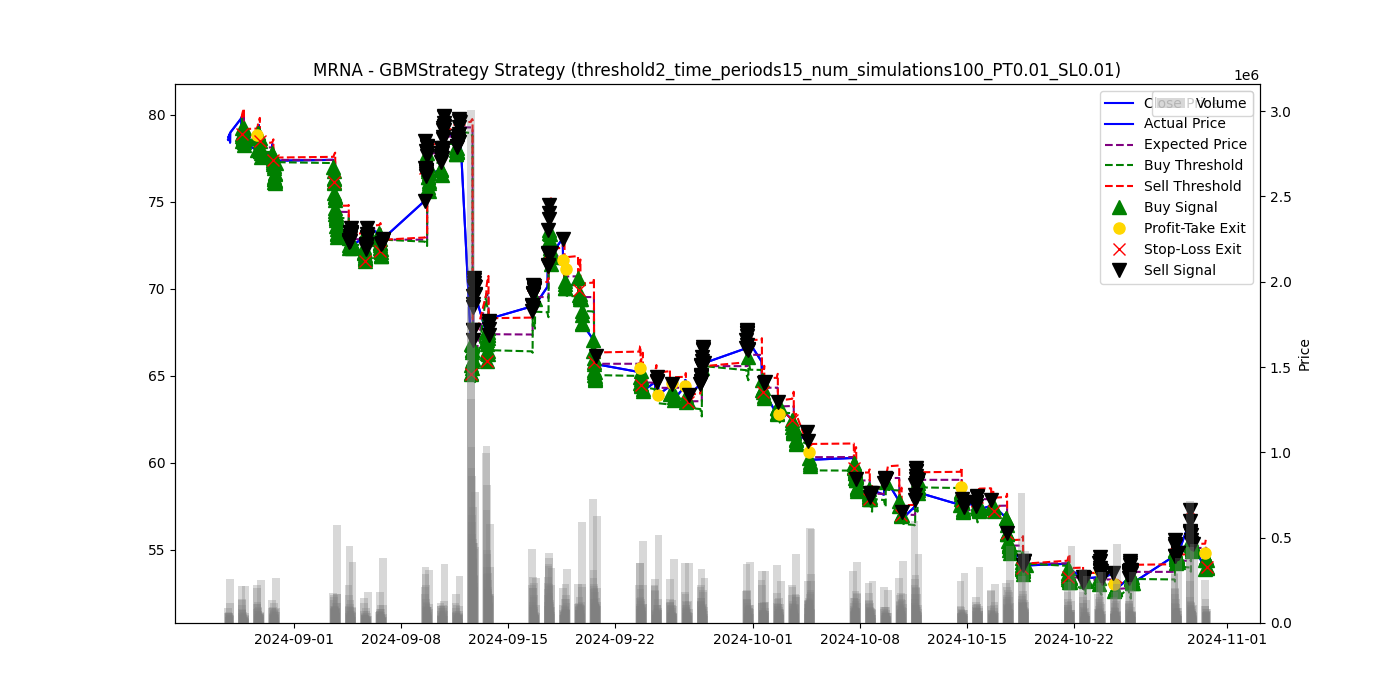 MRNA - GBMStrategy Strategy (threshold2_time_periods15_num_simulations100_PT0.01_SL0.01)
1e6
80
75
70
65
60
55
3.0
2.5
2.0
1.5
1.0
0.5
0.0
Price
Volume
Close Price
Actual Price
Expected Price
Buy Threshold
Sell Threshold
Buy Signal
Profit-Take Exit
Stop-Loss Exit
Sell Signal
2024-09-01
2024-09-08
2024-09-15
2024-09-22
2024-10-01
2024-10-08
2024-10-15
2024-10-22
2024-11-01